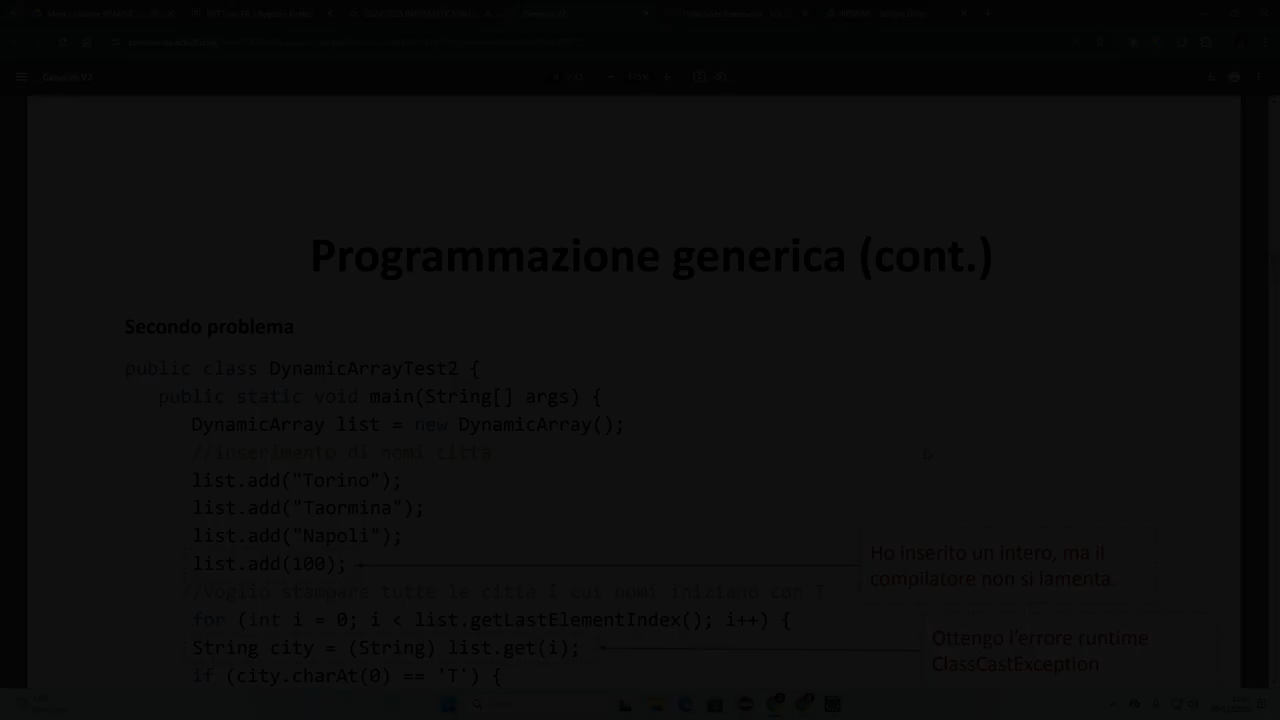 Generics V2
175%
Programmazione generica (cont.)
Secondo problema
public class DynamicArrayTest2 {
public static void main(String[] args) {
DynamicArray list = new DynamicArray();
//inserimento di nomi città
list.add("Torino");
list.add("Taormina");
list.add("Napoli");
list.add(100);
Ho inserito un intero, ma il
compilatore non si lamenta.
//Voglio stampare tutte le città i cui nomi iniziano con T
for (int i = 0; i < list.getLastElementIndex(); i++) {
String city = (String) list.get(i);
Ottengo l'errore runtime
ClassCastException
if (city.charAt(0) == 'T') {